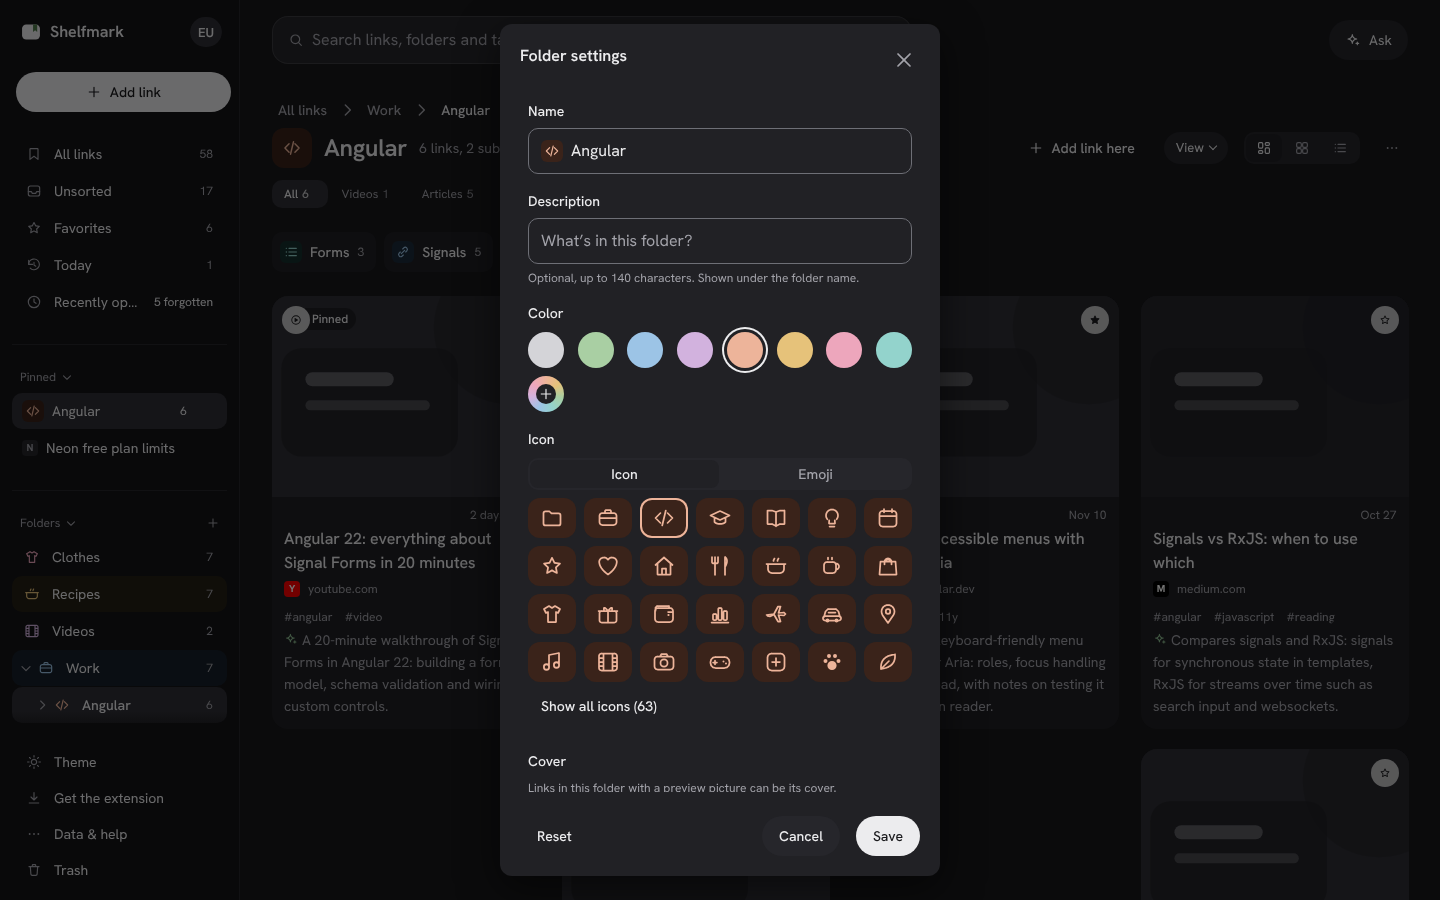 Shelfmark
EU
Add link
All links 58
Unsorted 17
Favorites 6
Today 1
Recently op... 5 forgotten
Pinned
Angular 6
N Neon free plan limits
Folders
Clothes 7
Recipes 7
Videos 2
Work 7
Angular 6
Theme
Get the extension
Data & help
Trash
Search links, folders and ta
Ask
All links Work Angular
Angular 6 links, 2 sub
Add link here
View
All 6 Videos 1 Articles 5
Forms 3 Signals 5
Pinned
2 day
Angular 22: everything about
Signal Forms in 20 minutes
Y youtube.com
#angular #video
A 20-minute walkthrough of Sign
Forms in Angular 22: building a for
model, schema validation and wirin
custom controls.
Folder settings
Name
Angular
Description
What's in this folder?
Optional, up to 140 characters. Shown under the folder name.
Color
Icon
Icon Emoji
Show all icons (63)
Cover
Links in this folder with a preview picture can be its cover.
Reset Cancel Save
Nov 10
cessible menus with
ia
lar.dev
11y
eyboard-friendly menu
Aria: roles, focus handling
ad, with notes on testing it
n reader.
Oct 27
Signals vs RxJS: when to use
which
M medium.com
#angular #javascript #reading
Compares signals and RxJS: signals
for synchronous state in templates,
RxJS for streams over time such as
search input and websockets.